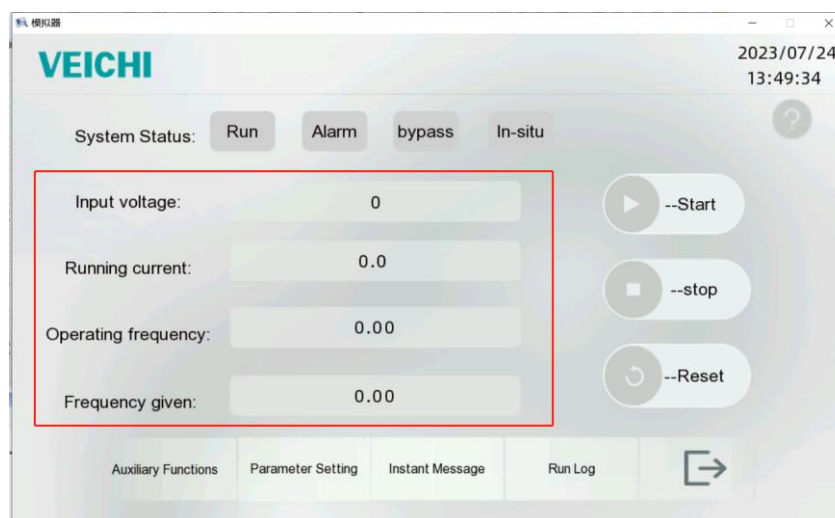 模拟器
VEICHI
2023/07/24
13:49:34
System Status: Run Alarm bypass In-situ
?
Input voltage: 0
--Start
Running current: 0.0
--stop
Operating frequency: 0.00
--Reset
Frequency given: 0.00
Auxiliary Functions Parameter Setting Instant Message Run Log